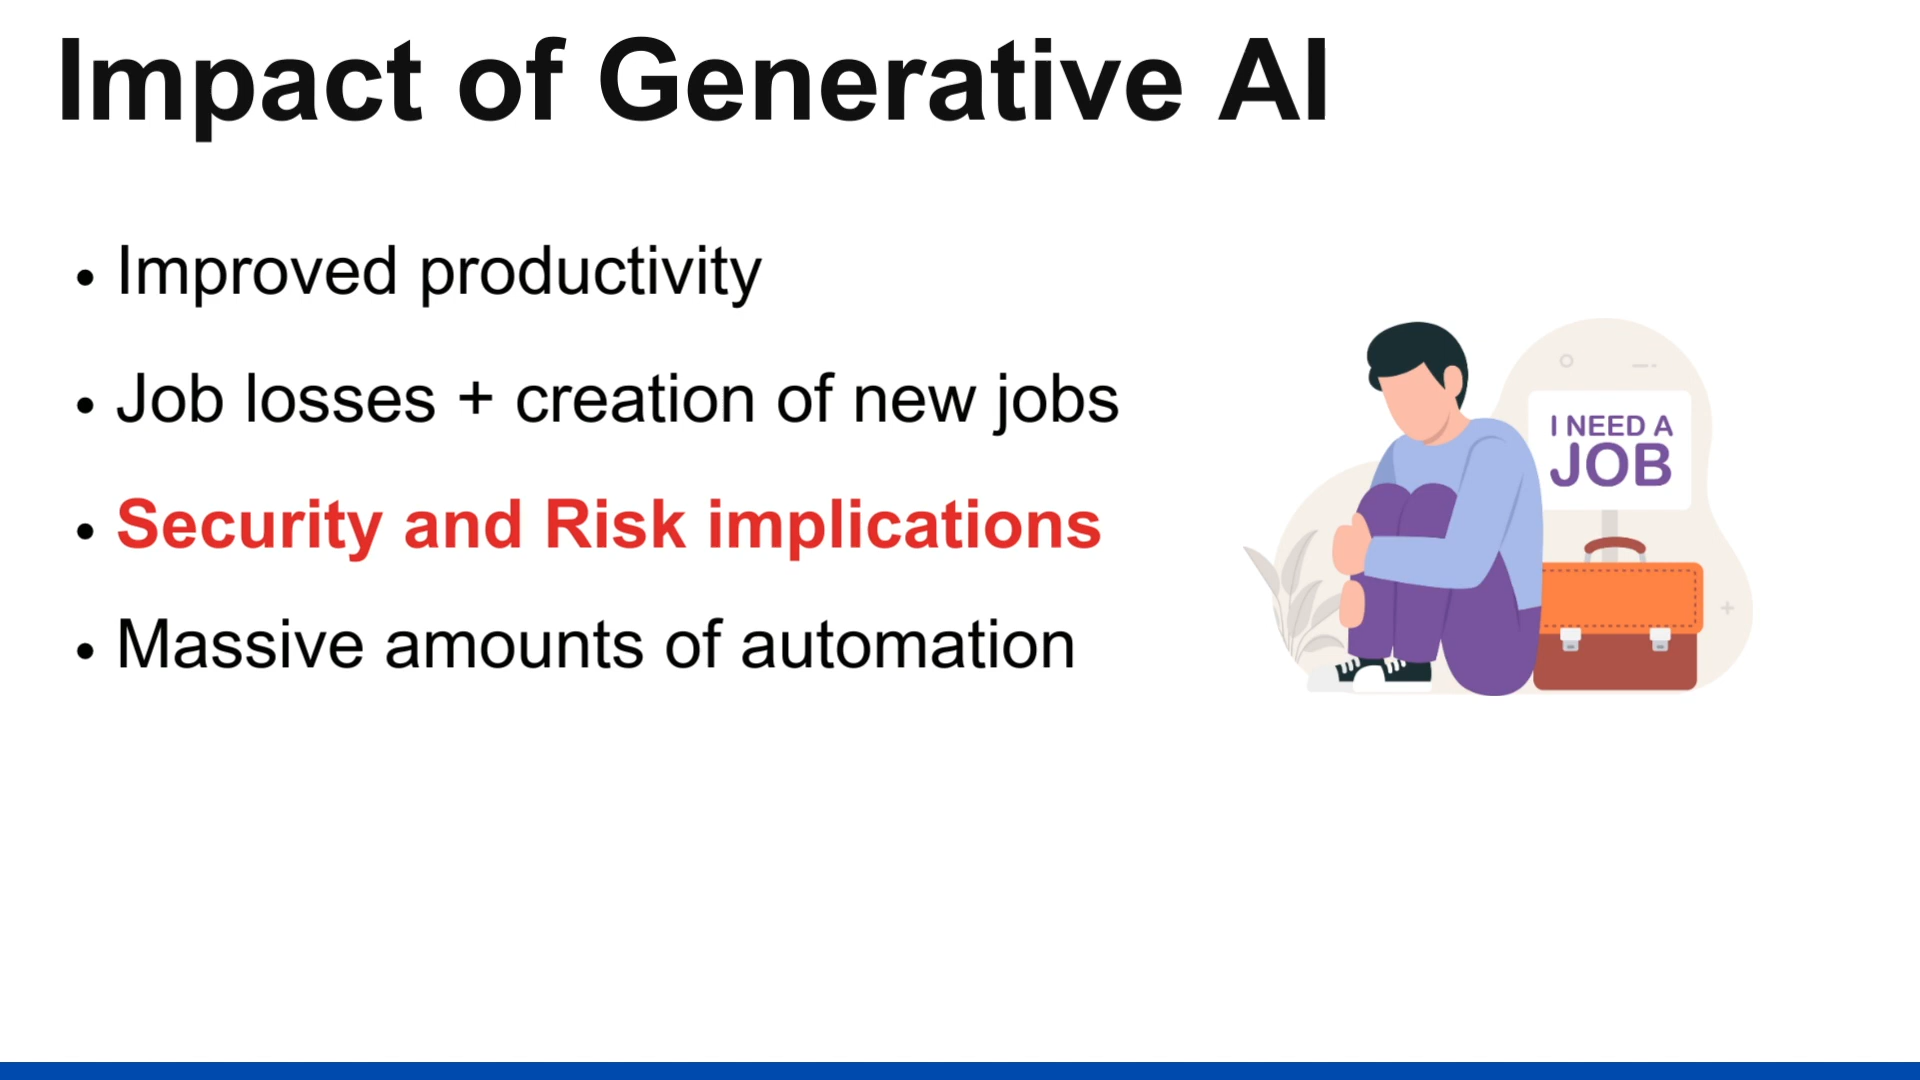 Impact of Generative AI
• Improved productivity
• Job losses + creation of new jobs
• Security and Risk implications
• Massive amounts of automation
I NEED A
JOB